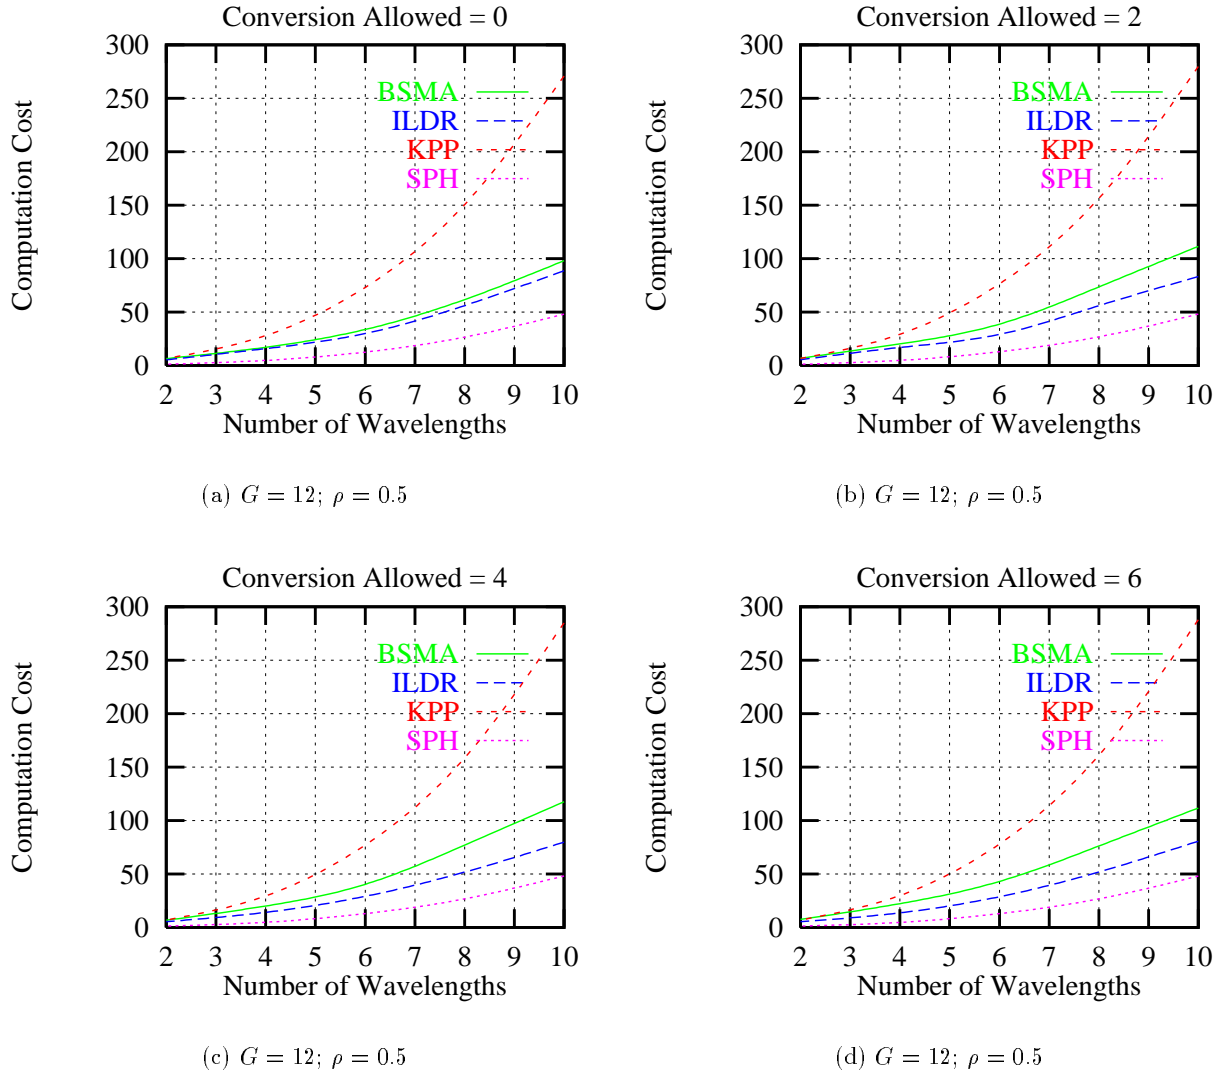 Conversion Allowed = 0
300
250
200
150
100
50
0
Computation Cost
BSMA
ILDR
KPP
SPH
2 3 4 5 6 7 8 9 10
Number of Wavelengths
(a) G = 12; ρ = 0.5
Conversion Allowed = 2
300
250
200
150
100
50
0
Computation Cost
BSMA
ILDR
KPP
SPH
2 3 4 5 6 7 8 9 10
Number of Wavelengths
(b) G = 12; ρ = 0.5
Conversion Allowed = 4
300
250
200
150
100
50
0
Computation Cost
BSMA
ILDR
KPP
SPH
2 3 4 5 6 7 8 9 10
Number of Wavelengths
(c) G = 12; ρ = 0.5
Conversion Allowed = 6
300
250
200
150
100
50
0
Computation Cost
BSMA
ILDR
KPP
SPH
2 3 4 5 6 7 8 9 10
Number of Wavelengths
(d) G = 12; ρ = 0.5